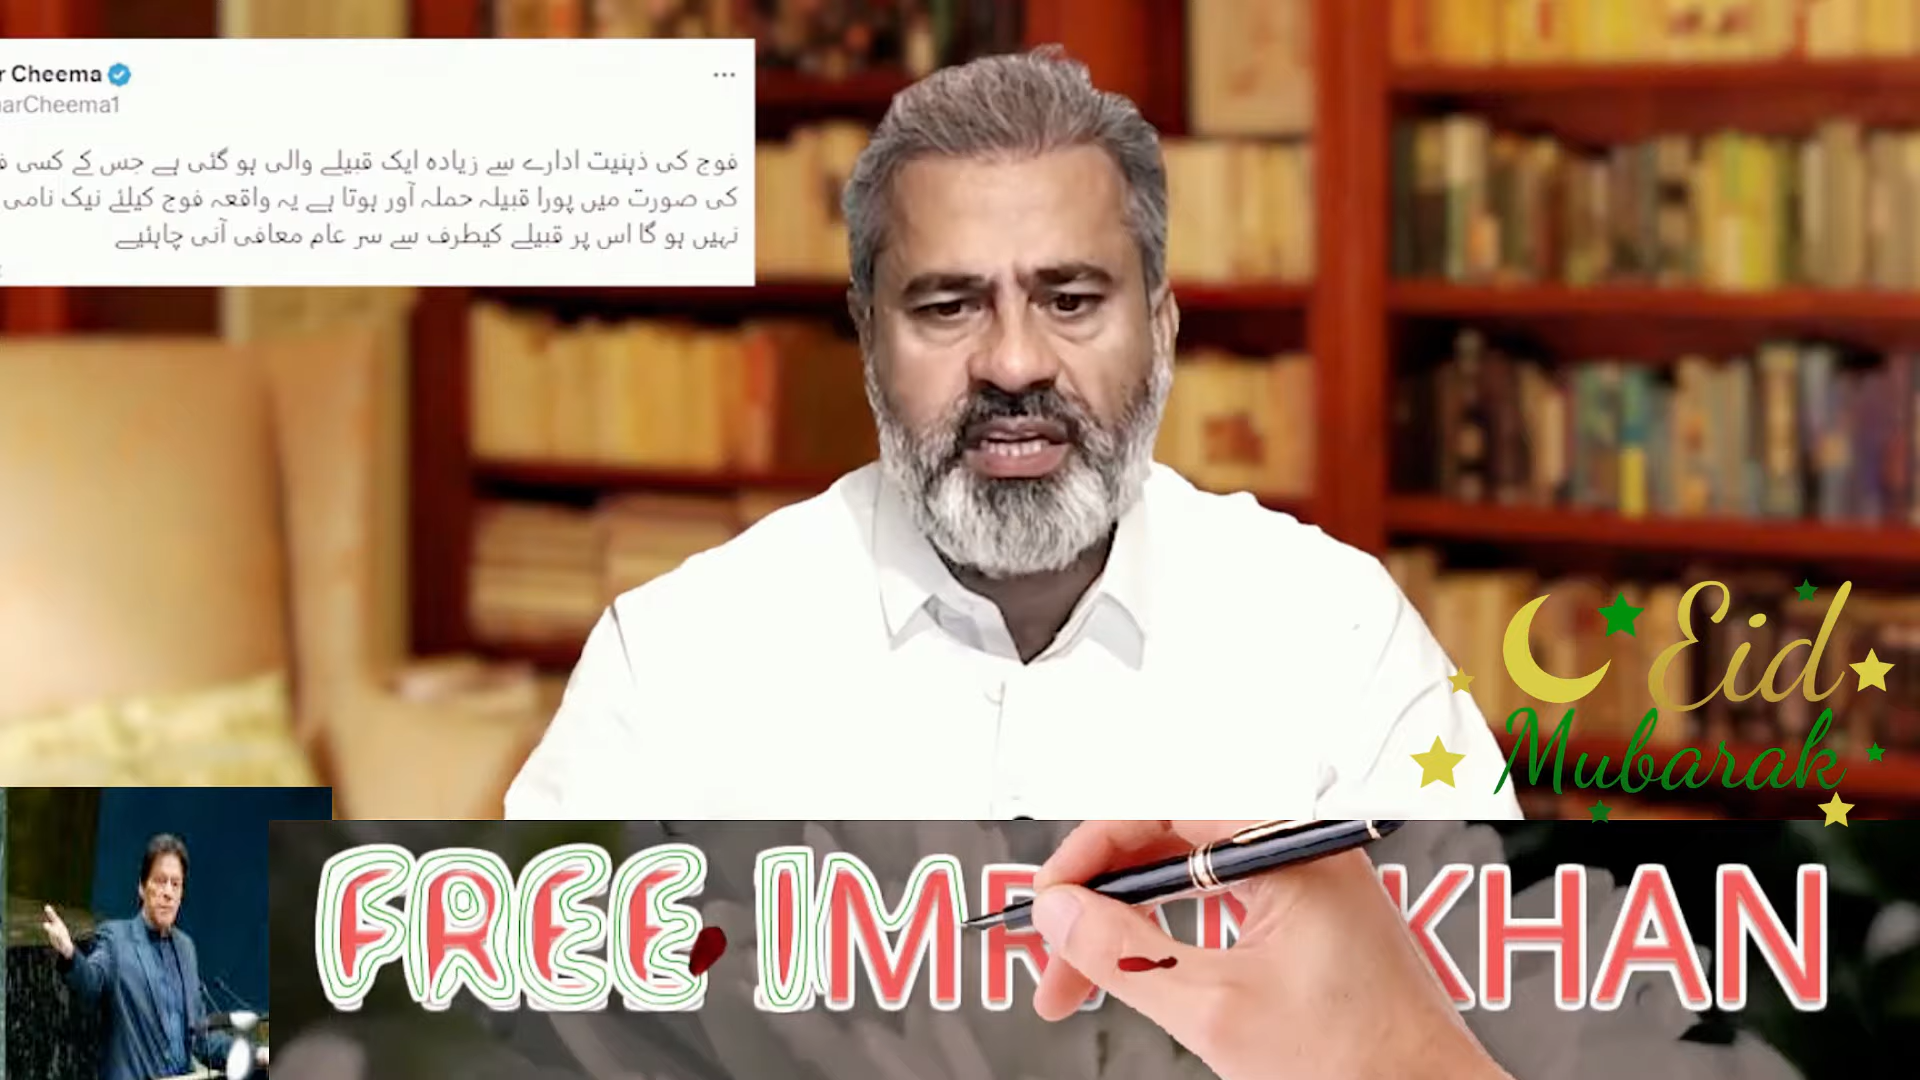 r Cheema
arCheema1
فوج کی ذہنیت ادارے سے زیادہ ایک قبیلے والی ہو گئی ہے جس کے کسی
کی صورت میں پورا قبیلہ حملہ آور ہوتا ہے یہ واقعہ فوج کیلئے نیک نامی
نہیں ہو گا اس پر قبیلے کیطرف سے سر عام معافی آنی چاہئیے
Eid
Mubarak
FREE IMRAN KHAN